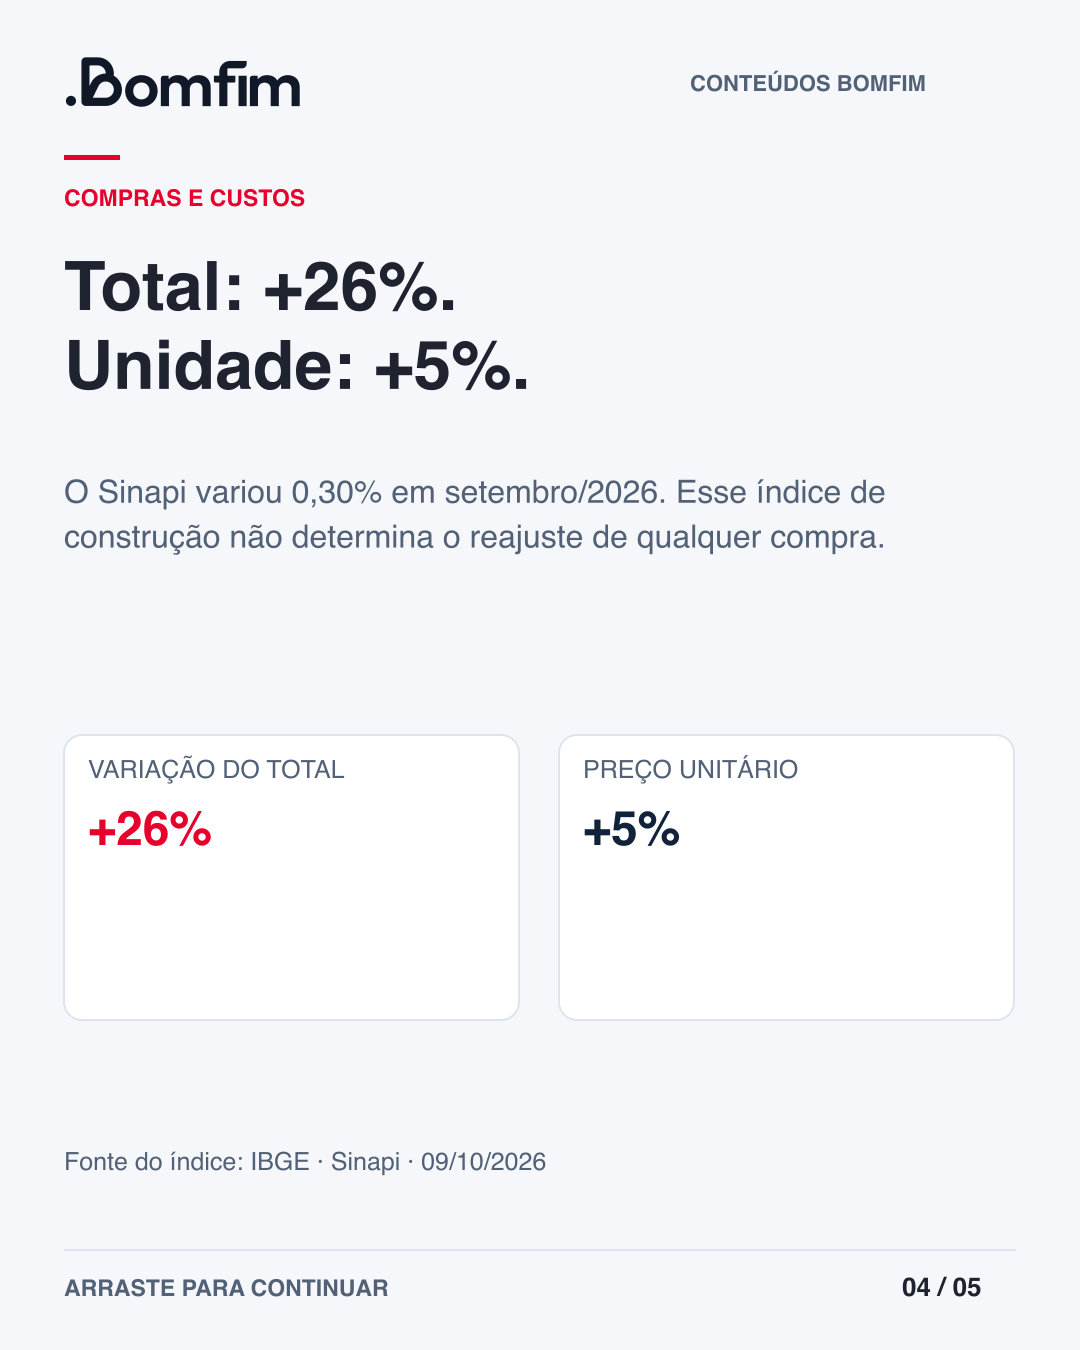 .Bomfim
CONTEÚDOS BOMFIM
COMPRAS E CUSTOS
Total: +26%.
Unidade: +5%.
O Sinapi variou 0,30% em setembro/2026. Esse índice de
construção não determina o reajuste de qualquer compra.
VARIAÇÃO DO TOTAL
+26%
PREÇO UNITÁRIO
+5%
Fonte do índice: IBGE · Sinapi · 09/10/2026
ARRASTE PARA CONTINUAR
04 / 05